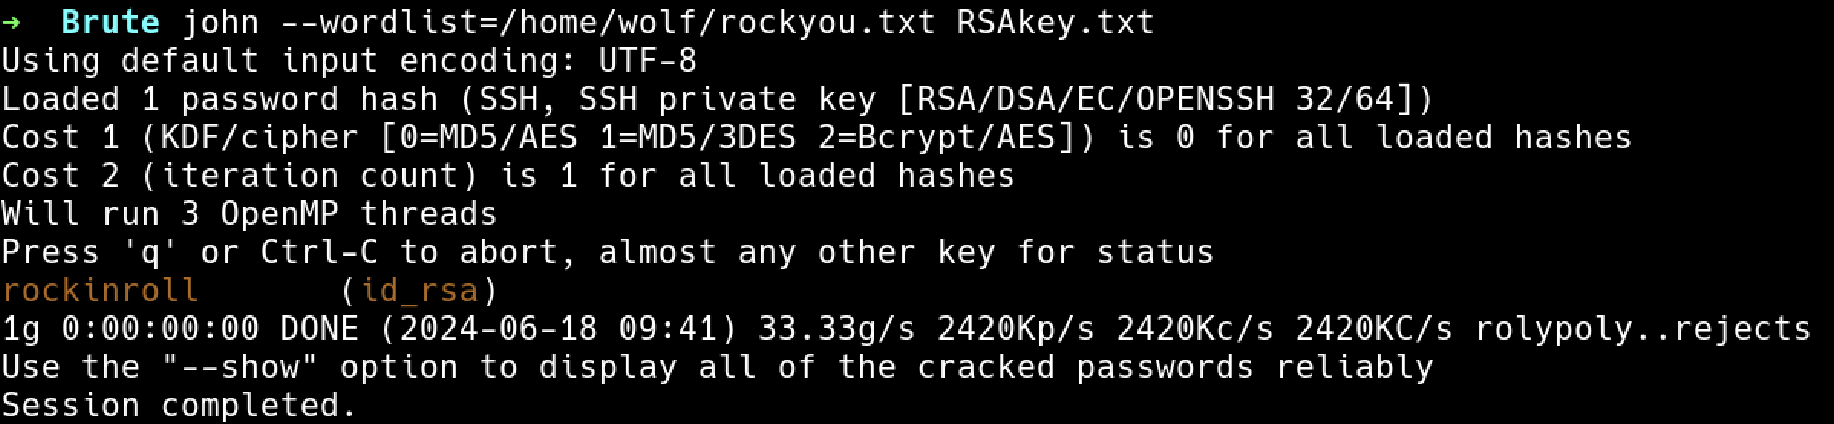 → Brute john --wordlist=/home/wolf/rockyou.txt RSAkey.txt
Using default input encoding: UTF-8
Loaded 1 password hash (SSH, SSH private key [RSA/DSA/EC/OPENSSH 32/64])
Cost 1 (KDF/cipher [0=MD5/AES 1=MD5/3DES 2=Bcrypt/AES]) is 0 for all loaded hashes
Cost 2 (iteration count) is 1 for all loaded hashes
Will run 3 OpenMP threads
Press 'q' or Ctrl-C to abort, almost any other key for status
rockinroll       (id_rsa)
1g 0:00:00:00 DONE (2024-06-18 09:41) 33.33g/s 2420Kp/s 2420Kc/s 2420KC/s rolypoly..rejects
Use the "--show" option to display all of the cracked passwords reliably
Session completed.